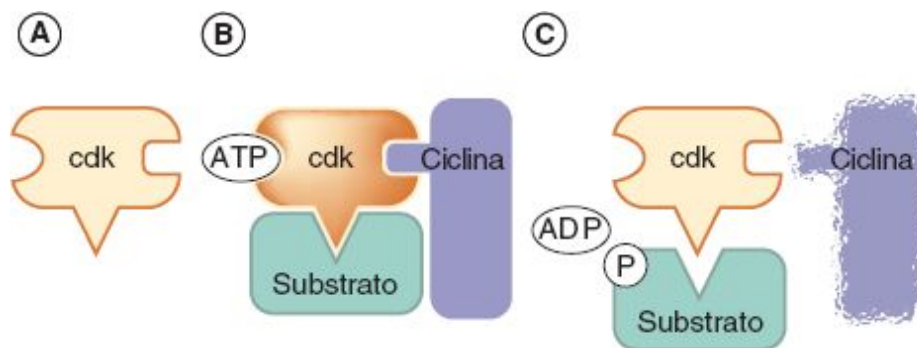 A
B
C
cdk
ATP
cdk
Ciclina
Substrato
cdk
Ciclina
ADP
P
Substrato